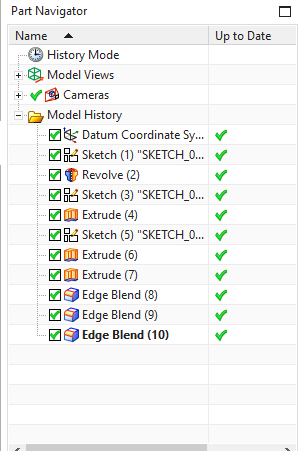 Part Navigator
Name Up to Date
History Mode
Model Views
Cameras
Model History
Datum Coordinate Sy...
Sketch (1) "SKETCH_0...
Revolve (2)
Sketch (3) "SKETCH_0...
Extrude (4)
Sketch (5) "SKETCH_0...
Extrude (6)
Extrude (7)
Edge Blend (8)
Edge Blend (9)
Edge Blend (10)